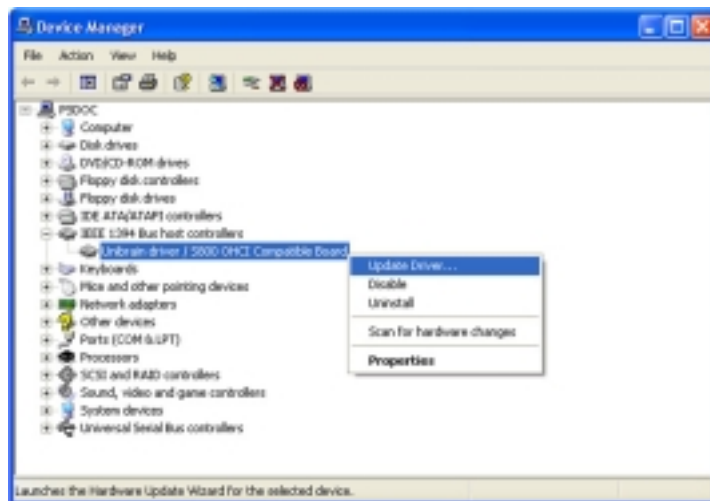 Device Manager
File Action View Help
PSDOC
Computer
Disk drives
DVD/CD-ROM drives
Floppy disk controllers
Floppy disk drives
IDE ATA/ATAPI controllers
IEEE 1394 Bus host controllers
Unibrain driver / S800 OHCI Compatible Board
Keyboards
Mice and other pointing devices
Network adapters
Other devices
Ports (COM & LPT)
Processors
SCSI and RAID controllers
Sound, video and game controllers
System devices
Universal Serial Bus controllers
Update Driver...
Disable
Uninstall
Scan for hardware changes
Properties
Launches the Hardware Update Wizard for the selected device.